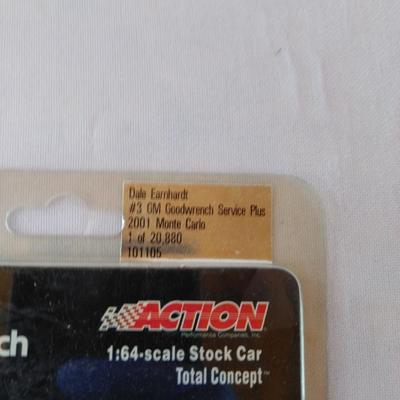 Dale Earnhardt
#3 GM Goodwrench Service Plus
2001 Monte Carlo
1 of 20,880
101105
ACTION
Performance Companies, Inc.
ch
1:64-scale Stock Car
Total Concept™